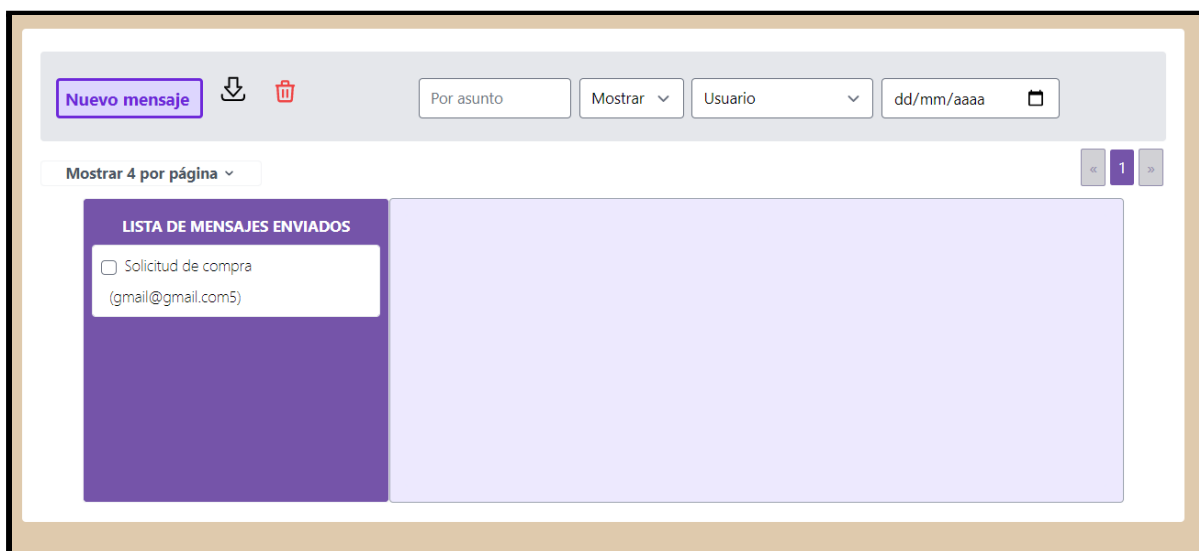 Nuevo mensaje
Por asunto
Mostrar
Usuario
dd/mm/aaaa
Mostrar 4 por página
« 1 »
LISTA DE MENSAJES ENVIADOS
Solicitud de compra
(gmail@gmail.com5)